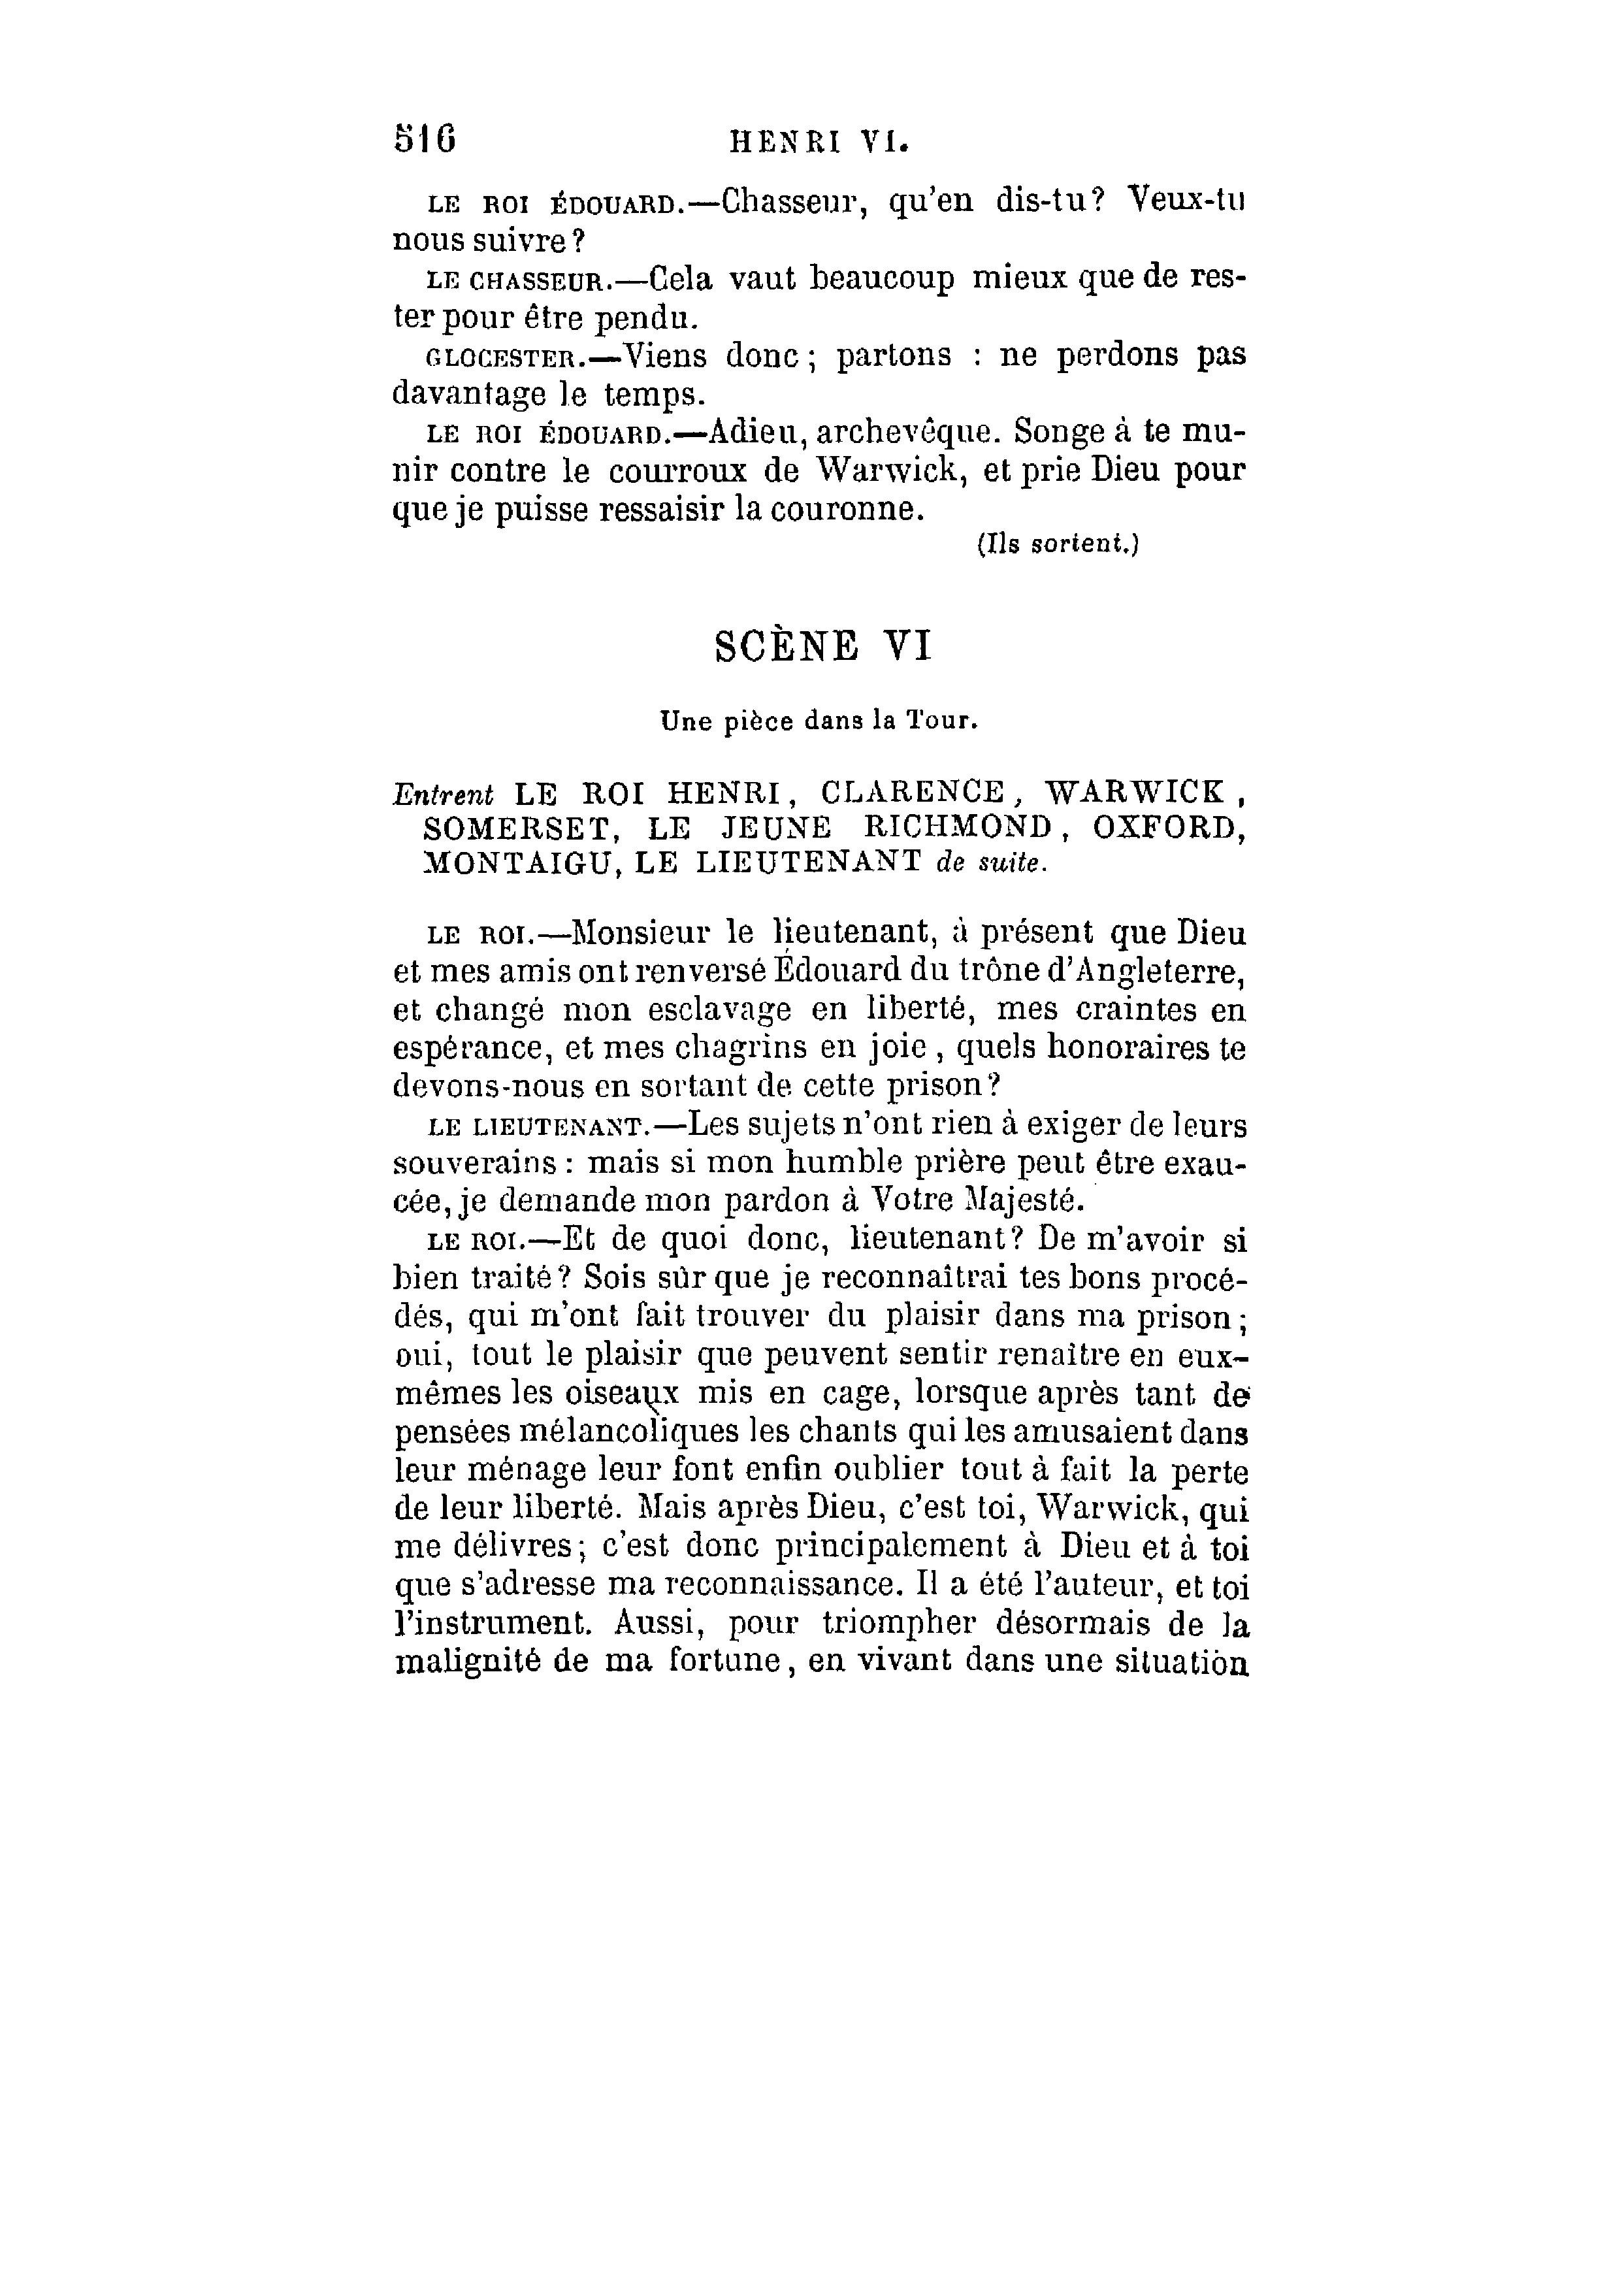 516 HENRI VI.
LE ROI ÉDOUARD.—Chasseur, qu'en dis-tu? Veux-tu
nous suivre?
LE CHASSEUR.—Cela vaut beaucoup mieux que de res-
ter pour être pendu.
GLOCESTER.—Viens donc; partons : ne perdons pas
davantage le temps.
LE ROI ÉDOUARD.—Adieu, archevêque. Songe à te mu-
nir contre le courroux de Warwick, et prie Dieu pour
que je puisse ressaisir la couronne.
(Ils sortent.)
SCÈNE VI
Une pièce dans la Tour.
Entrent LE ROI HENRI, CLARENCE, WARWICK,
SOMERSET, LE JEUNE RICHMOND, OXFORD,
MONTAIGU, LE LIEUTENANT de suite.
LE ROI.—Monsieur le lieutenant, à présent que Dieu
et mes amis ont renversé Édouard du trône d'Angleterre,
et changé mon esclavage en liberté, mes craintes en
espérance, et mes chagrins en joie, quels honoraires te
devons-nous en sortant de cette prison?
LE LIEUTENANT.—Les sujets n'ont rien à exiger de leurs
souverains : mais si mon humble prière peut être exau-
cée, je demande mon pardon à Votre Majesté.
LE ROI.—Et de quoi donc, lieutenant? De m'avoir si
bien traité? Sois sûr que je reconnaîtrai tes bons procé-
dés, qui m'ont fait trouver du plaisir dans ma prison;
oui, tout le plaisir que peuvent sentir renaître en eux-
mêmes les oiseaux mis en cage, lorsque après tant de
pensées mélancoliques les chants qui les amusaient dans
leur ménage leur font enfin oublier tout à fait la perte
de leur liberté. Mais après Dieu, c'est toi, Warwick, qui
me délivres; c'est donc principalement à Dieu et à toi
que s'adresse ma reconnaissance. Il a été l'auteur, et toi
l'instrument. Aussi, pour triompher désormais de la
malignité de ma fortune, en vivant dans une situation